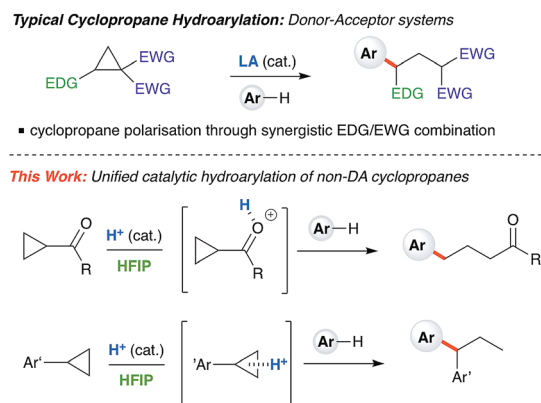 Typical Cyclopropane Hydroarylation: Donor-Acceptor systems
EWG
EWG
EDG
LA (cat.)
Ar–H
Ar
EWG
EDG
EWG
▪ cyclopropane polarisation through synergistic EDG/EWG combination
This Work: Unified catalytic hydroarylation of non-DA cyclopropanes
O
R
H+ (cat.)
HFIP
H
⊕
O
R
Ar–H
Ar
O
R
Ar‘
H+ (cat.)
HFIP
'Ar
H+
Ar–H
Ar
Ar'